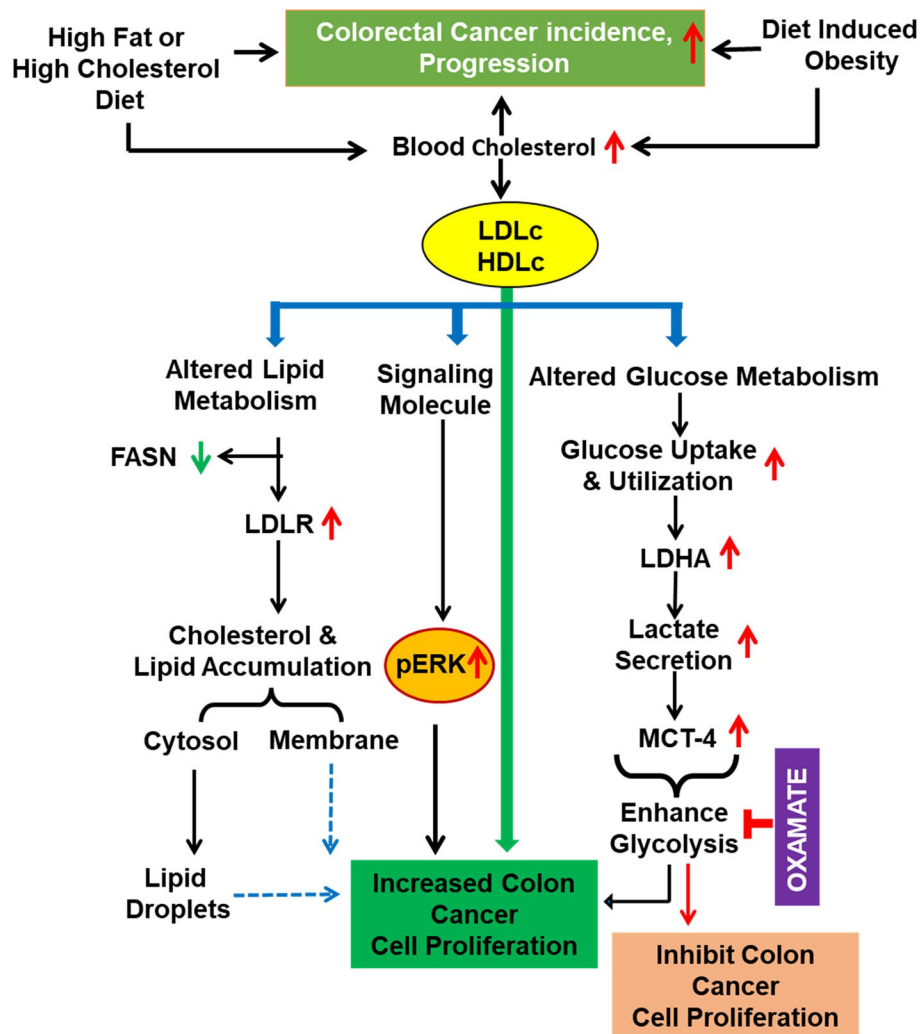 High Fat or
High Cholesterol
Diet
Colorectal Cancer incidence,
Progression
Diet Induced
Obesity
Blood Cholesterol
LDLc
HDLc
Altered Lipid
Metabolism
Signaling
Molecule
Altered Glucose Metabolism
FASN
LDLR
Glucose Uptake
& Utilization
LDHA
Cholesterol &
Lipid Accumulation
pERK
Lactate
Secretion
Cytosol
Membrane
MCT-4
Enhance
Glycolysis
OXAMATE
Lipid
Droplets
Increased Colon
Cancer
Cell Proliferation
Inhibit Colon
Cancer
Cell Proliferation